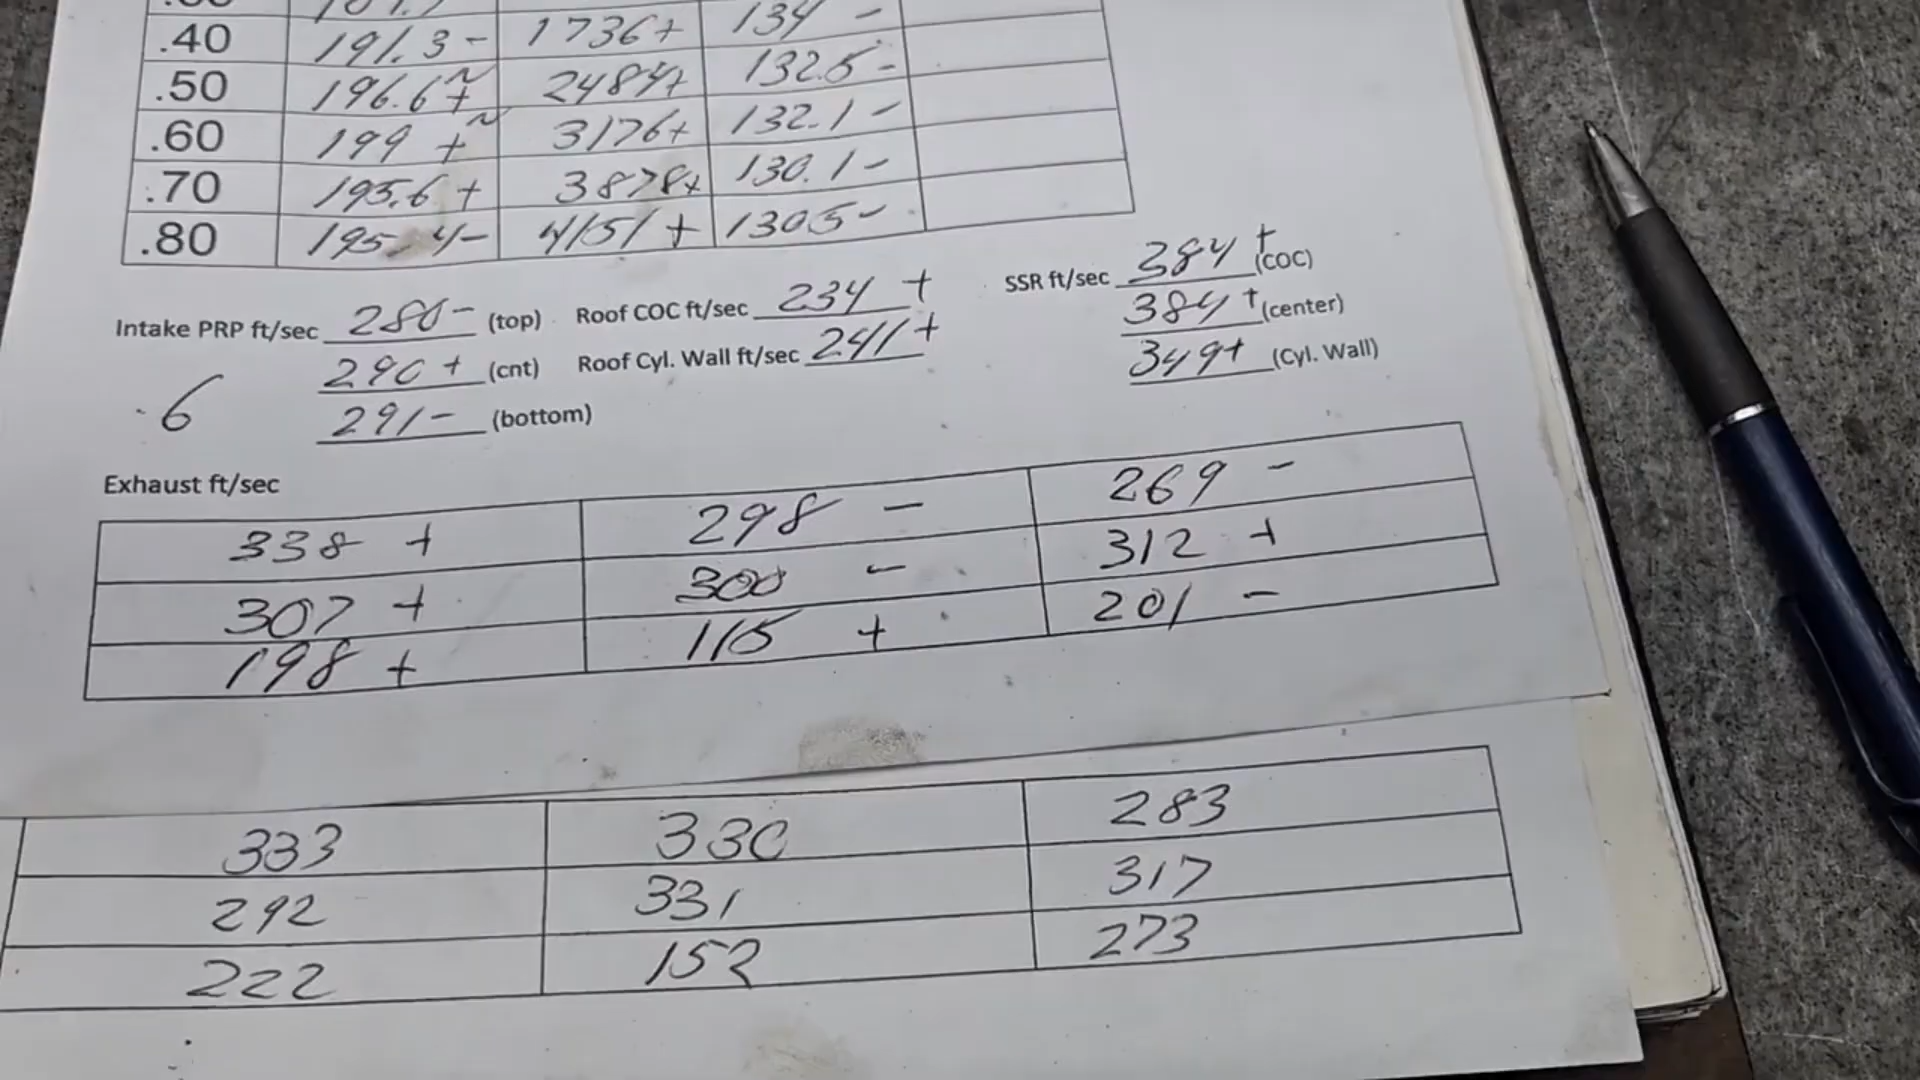 .40 191.3 - 1736+ 134 -
.50 196.6 ~+ 2484+ 132.5 -
.60 199 ~+ 3176+ 132.1 -
.70 195.6 + 3878+ 130.1 -
.80 195.4 - 4151+ 130.5 -
Intake PRP ft/sec 280- (top) Roof COC ft/sec 234 + SSR ft/sec 384+ (COC)
290+ (cnt) Roof Cyl. Wall ft/sec 241+ 384+ (center)
.6 291- (bottom) 349+ (Cyl. Wall)
Exhaust ft/sec
338 + 298 - 269 -
307 + 300 - 312 +
198 + 115 + 201 -
333 330 283
292 331 317
222 152 273